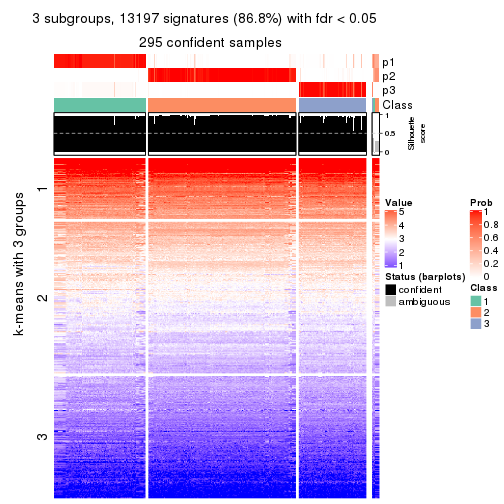 3 subgroups, 13197 signatures (86.8%) with fdr < 0.05
295 confident samples
p1
p2
p3
Class
1
0.5
0
Silhouette
score
k-means with 3 groups
1
2
3
Value
5
4
3
2
1
Status (barplots)
confident
ambiguous
Prob
1
0.8
0.6
0.4
0.2
0
Class
1
2
3